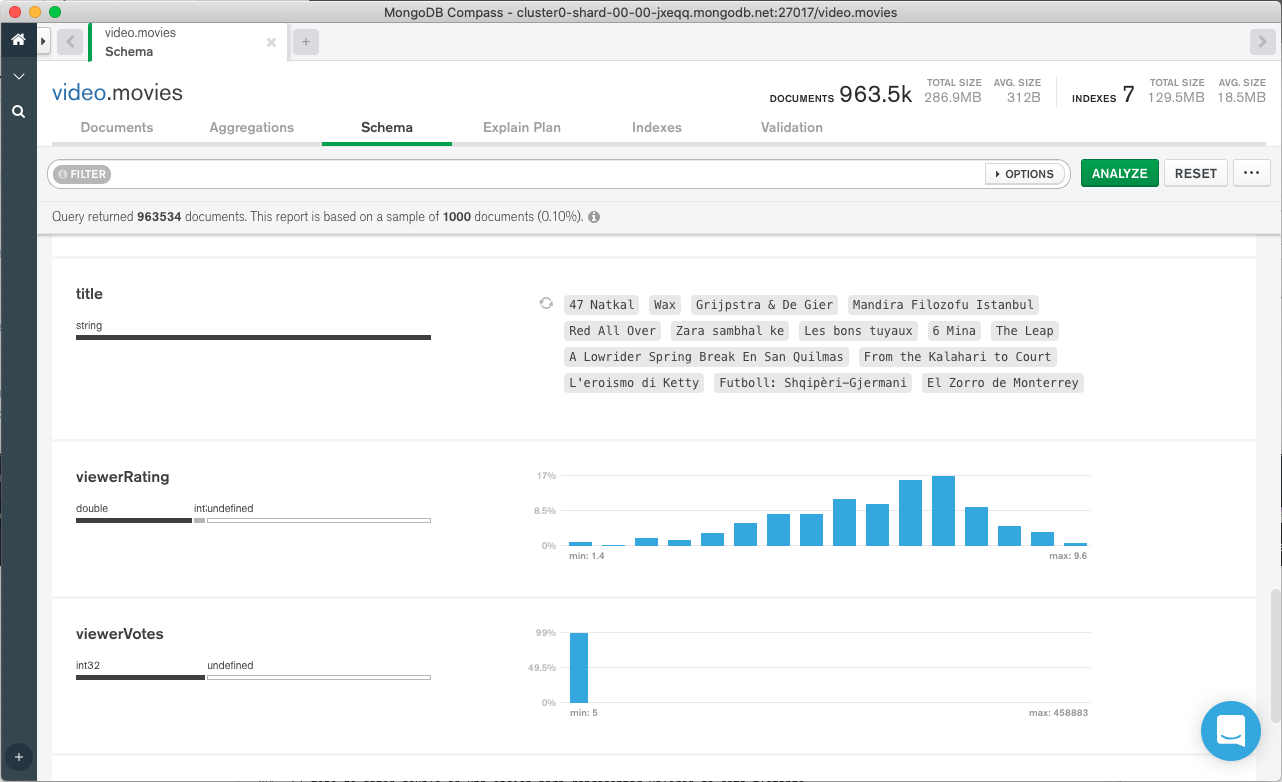 MongoDB Compass - cluster0-shard-00-00-jxeqq.mongodb.net:27017/video.movies
video.movies
Schema
video.movies
DOCUMENTS 963.5k TOTAL SIZE 286.9MB AVG. SIZE 312B INDEXES 7 TOTAL SIZE 129.5MB AVG. SIZE 18.5MB
Documents Aggregations Schema Explain Plan Indexes Validation
FILTER OPTIONS ANALYZE RESET ...
Query returned 963534 documents. This report is based on a sample of 1000 documents (0.10%).
title
string
47 Natkal Wax Grijpstra & De Gier Mandira Filozofu Istanbul
Red All Over Zara sambhal ke Les bons tuyaux 6 Mina The Leap
A Lowrider Spring Break En San Quilmas From the Kalahari to Court
L'eroismo di Ketty Futboll: Shqipèri-Gjermani El Zorro de Monterrey
viewerRating
double int undefined
17%
8.5%
0%
min: 1.4 max: 9.6
viewerVotes
int32 undefined
99%
49.5%
0%
min: 5 max: 458883